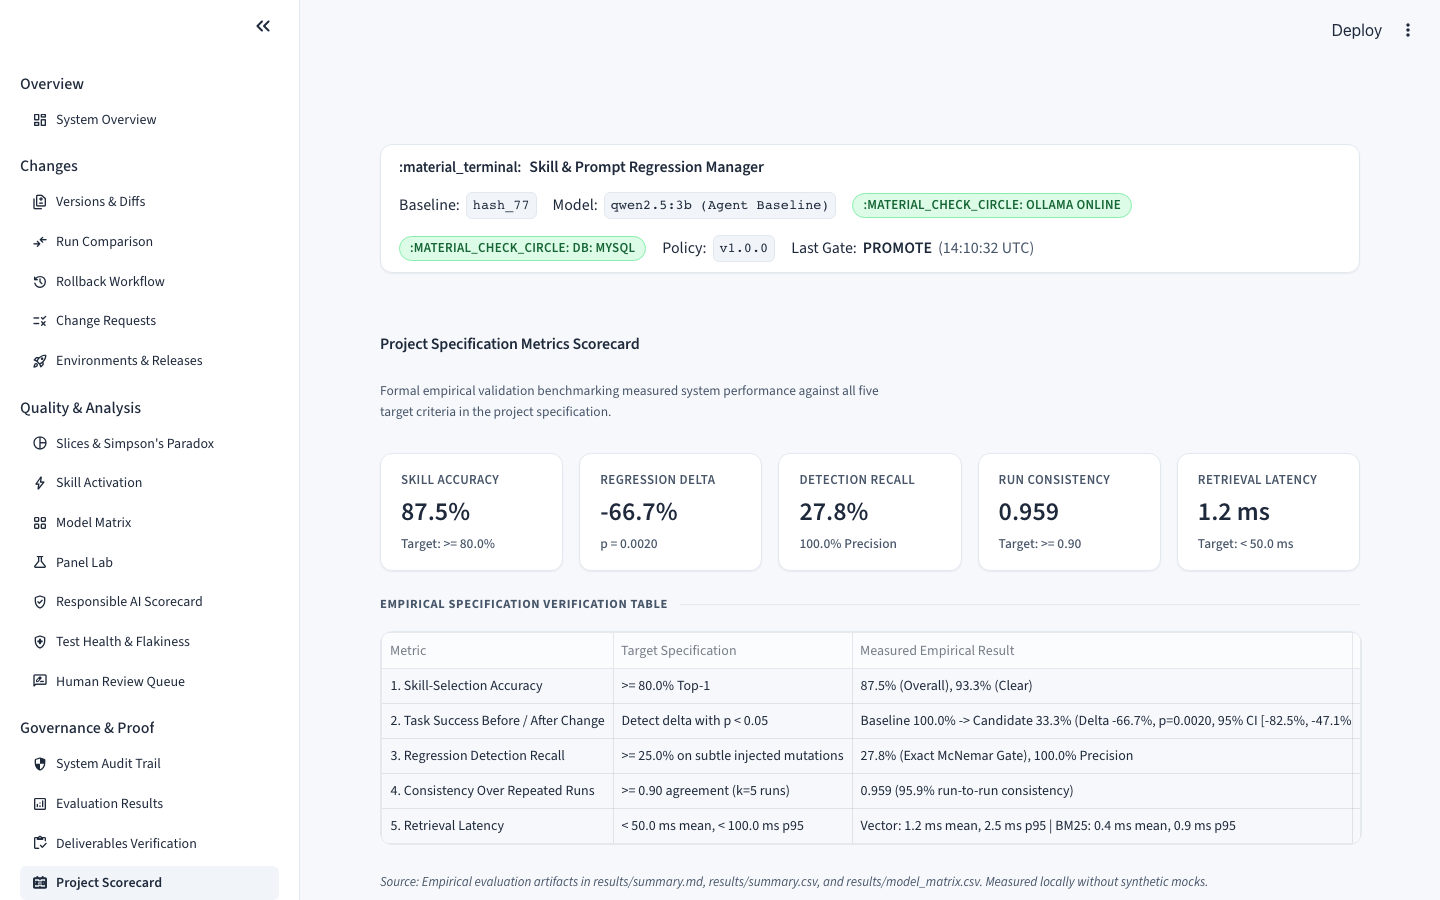 Deploy
Overview
System Overview
Changes
Versions & Diffs
Run Comparison
Rollback Workflow
Change Requests
Environments & Releases
Quality & Analysis
Slices & Simpson's Paradox
Skill Activation
Model Matrix
Panel Lab
Responsible AI Scorecard
Test Health & Flakiness
Human Review Queue
Governance & Proof
System Audit Trail
Evaluation Results
Deliverables Verification
Project Scorecard
:material_terminal: Skill & Prompt Regression Manager
Baseline: hash_77 Model: qwen2.5:3b (Agent Baseline) :MATERIAL_CHECK_CIRCLE: OLLAMA ONLINE
:MATERIAL_CHECK_CIRCLE: DB: MYSQL Policy: v1.0.0 Last Gate: PROMOTE (14:10:32 UTC)
Project Specification Metrics Scorecard
Formal empirical validation benchmarking measured system performance against all five
target criteria in the project specification.
SKILL ACCURACY
87.5%
Target: >= 80.0%
REGRESSION DELTA
-66.7%
p = 0.0020
DETECTION RECALL
27.8%
100.0% Precision
RUN CONSISTENCY
0.959
Target: >= 0.90
RETRIEVAL LATENCY
1.2 ms
Target: < 50.0 ms
EMPIRICAL SPECIFICATION VERIFICATION TABLE
Metric Target Specification Measured Empirical Result
1. Skill-Selection Accuracy >= 80.0% Top-1 87.5% (Overall), 93.3% (Clear)
2. Task Success Before / After Change Detect delta with p < 0.05 Baseline 100.0% -> Candidate 33.3% (Delta -66.7%, p=0.0020, 95% CI [-82.5%, -47.1%
3. Regression Detection Recall >= 25.0% on subtle injected mutations 27.8% (Exact McNemar Gate), 100.0% Precision
4. Consistency Over Repeated Runs >= 0.90 agreement (k=5 runs) 0.959 (95.9% run-to-run consistency)
5. Retrieval Latency < 50.0 ms mean, < 100.0 ms p95 Vector: 1.2 ms mean, 2.5 ms p95 | BM25: 0.4 ms mean, 0.9 ms p95
Source: Empirical evaluation artifacts in results/summary.md, results/summary.csv, and results/model_matrix.csv. Measured locally without synthetic mocks.